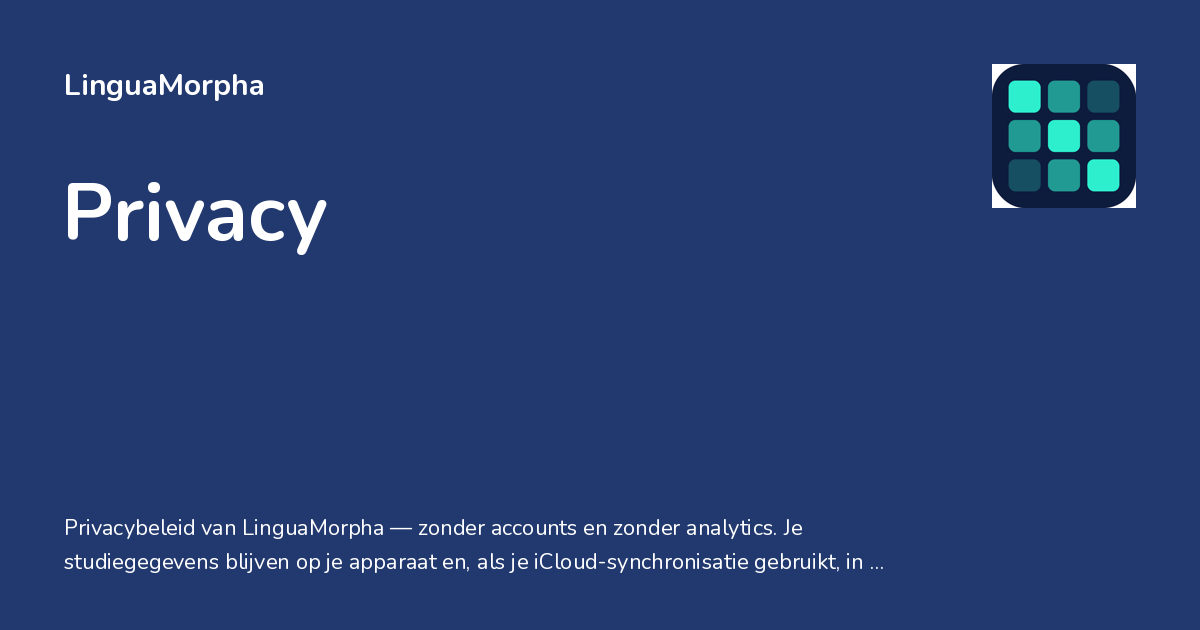 LinguaMorpha
Privacy
Privacybeleid van LinguaMorpha — zonder accounts en zonder analytics. Je
studiegegevens blijven op je apparaat en, als je iCloud-synchronisatie gebruikt, in …